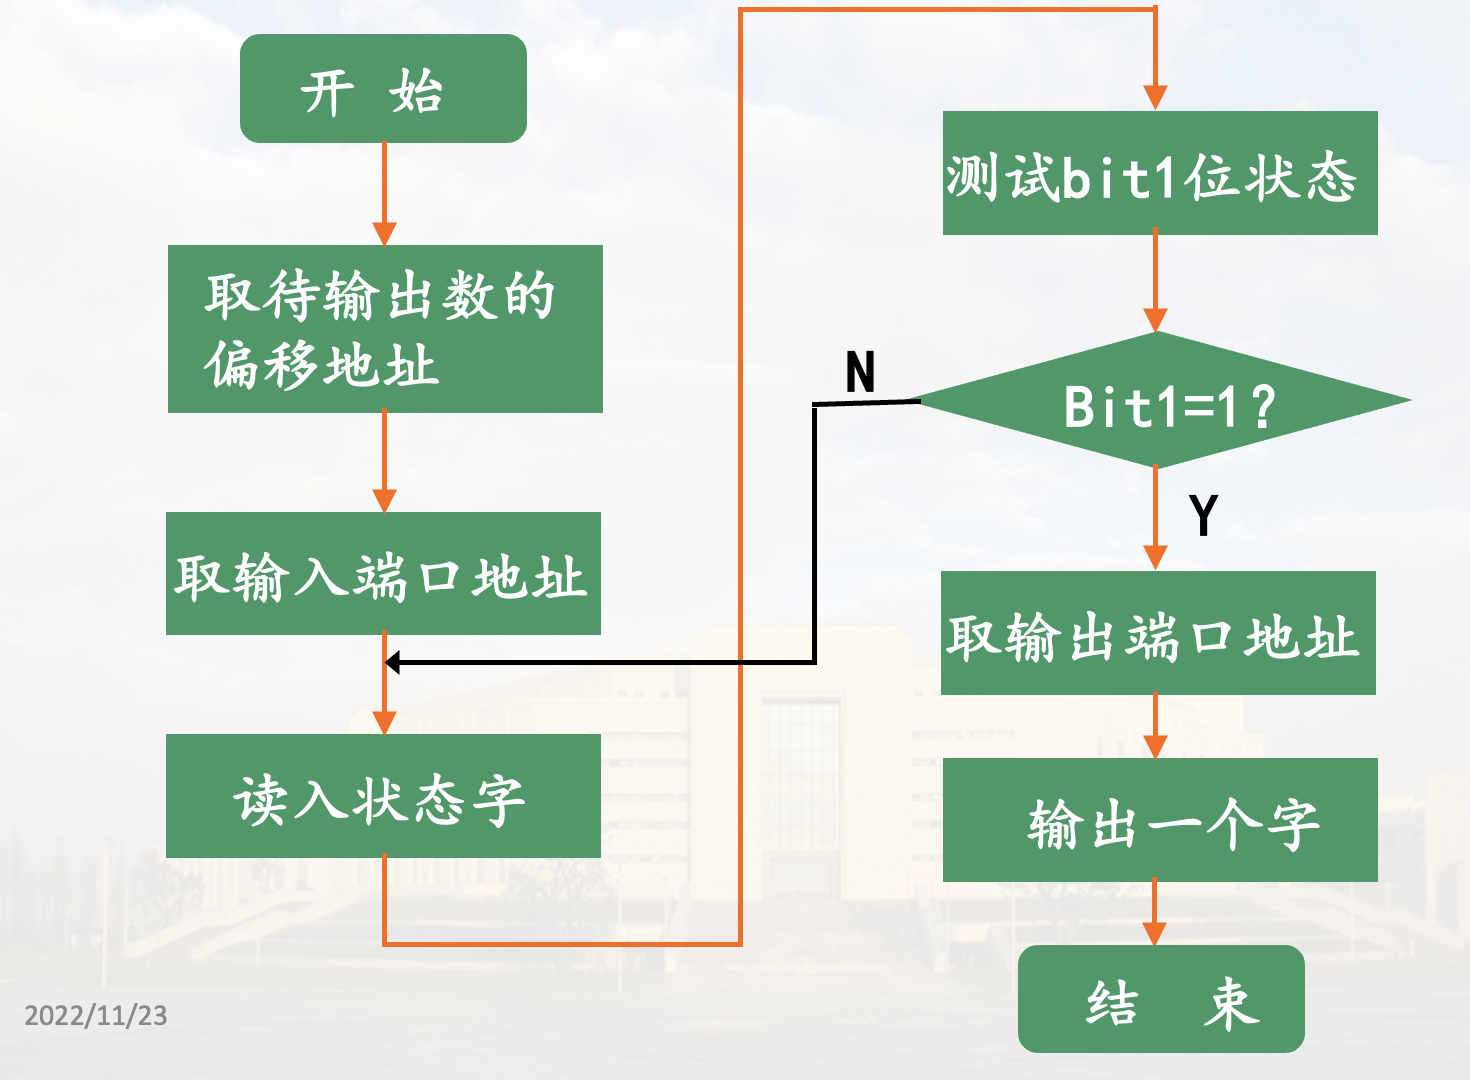 开 始
取待输出数的
偏移地址
取输入端口地址
读入状态字
测试bit1位状态
N
Bit1=1?
Y
取输出端口地址
输出一个字
结 束
2022/11/23